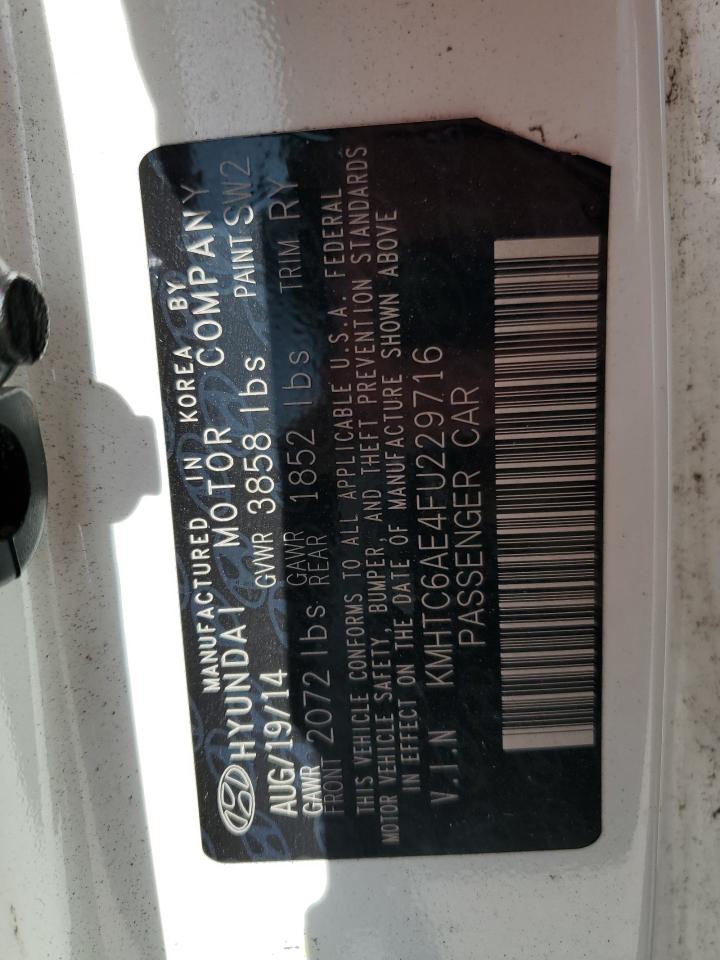 MANUFACTURED IN KOREA BY
HYUNDAI MOTOR COMPANY
AUG/19/14 GVWR 3858 lbs PAINT SW2
GAWR FRONT 2072 lbs GAWR REAR 1852 lbs TRIM RY
THIS VEHICLE CONFORMS TO ALL APPLICABLE U.S.A. FEDERAL
MOTOR VEHICLE SAFETY, BUMPER, AND THEFT PREVENTION STANDARDS
IN EFFECT ON THE DATE OF MANUFACTURE SHOWN ABOVE
V.I.N KMHTC6AE4FU229716
PASSENGER CAR